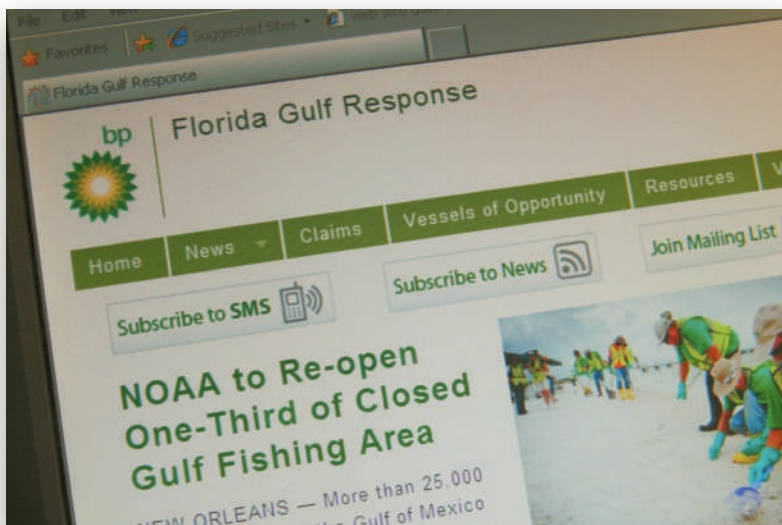 File Edit
Favorites Suggested Sites
Florida Gulf Response
bp
Florida Gulf Response
Home News Claims Vessels of Opportunity Resources
Subscribe to SMS Subscribe to News Join Mailing List
NOAA to Re-open
One-Third of Closed
Gulf Fishing Area
NEW ORLEANS — More than 25,000
Gulf of Mexico